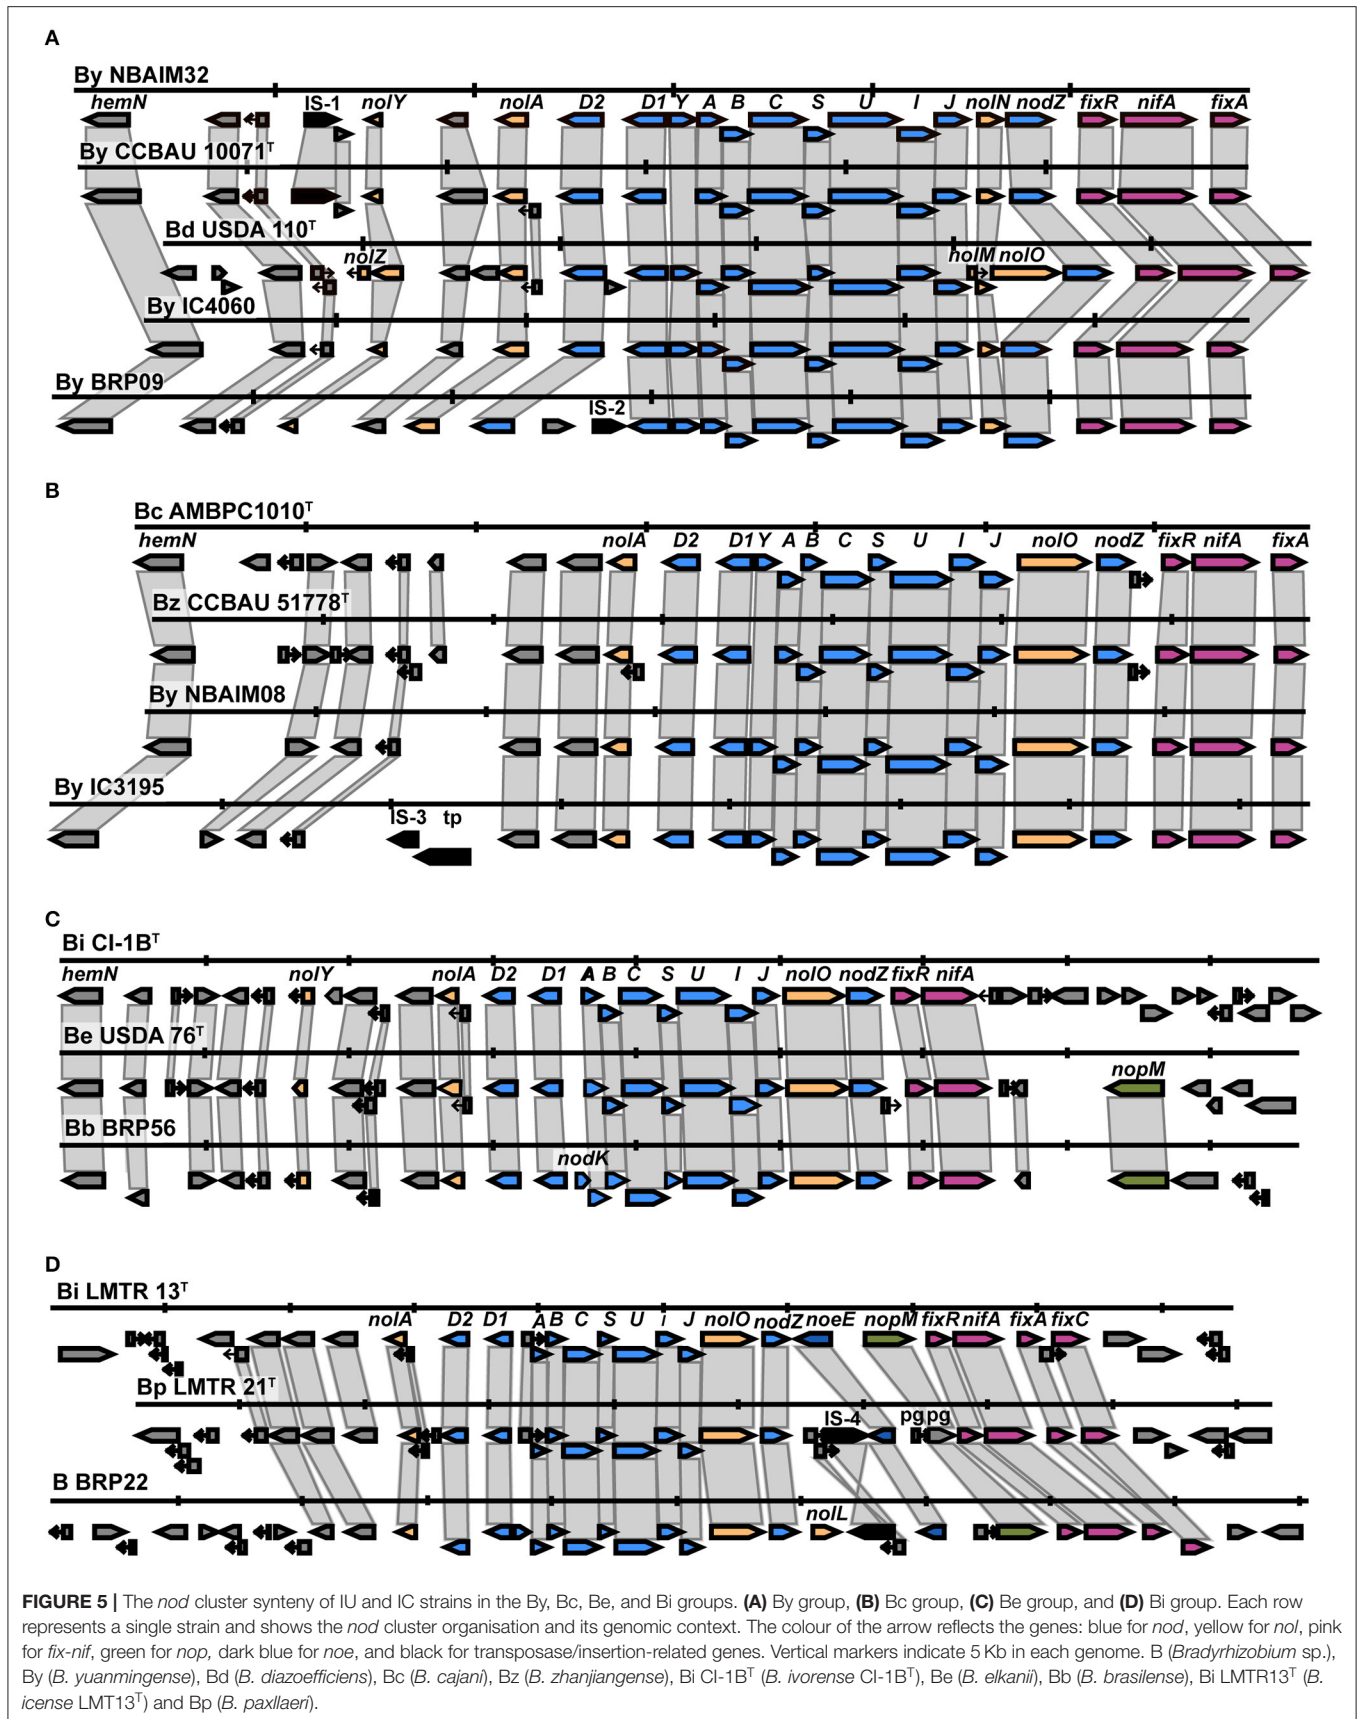 A
By NBAIM32
hemN IS-1 nolY nolA D2 D1 Y A B C S U I J nolN nodZ fixR nifA fixA
By CCBAU 10071T
Bd USDA 110T
nolZ nolM nolO
By IC4060
By BRP09
IS-2
B
Bc AMBPC1010T
hemN nolA D2 D1 Y A B C S U I J nolO nodZ fixR nifA fixA
Bz CCBAU 51778T
By NBAIM08
By IC3195
IS-3 tp
C
Bi CI-1BT
hemN nolY nolA D2 D1 A B C S U I J nolO nodZ fixR nifA
Be USDA 76T
nopM
Bb BRP56
nodK
D
Bi LMTR 13T
nolA D2 D1 A B C S U I J nolO nodZ noeE nopM fixR nifA fixA fixC
Bp LMTR 21T
IS-4 pg pg
B BRP22
nolL
FIGURE 5 | The nod cluster synteny of IU and IC strains in the By, Bc, Be, and Bi groups. (A) By group, (B) Bc group, (C) Be group, and (D) Bi group. Each row
represents a single strain and shows the nod cluster organisation and its genomic context. The colour of the arrow reflects the genes: blue for nod, yellow for nol, pink
for fix-nif, green for nop, dark blue for noe, and black for transposase/insertion-related genes. Vertical markers indicate 5 Kb in each genome. B (Bradyrhizobium sp.),
By (B. yuanmingense), Bd (B. diazoefficiens), Bc (B. cajani), Bz (B. zhanjiangense), Bi CI-1BT (B. ivorense CI-1BT), Be (B. elkanii), Bb (B. brasilense), Bi LMTR13T (B.
icense LMT13T) and Bp (B. paxllaeri).